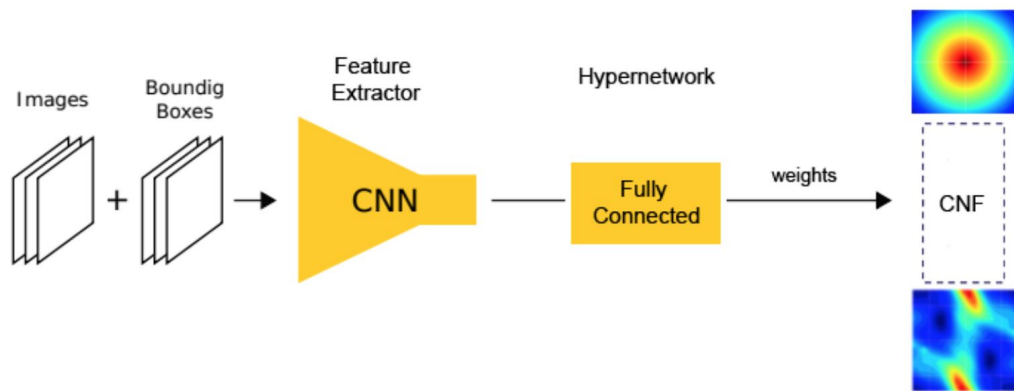 Images
+
Boundig
Boxes
Feature
Extractor
CNN
Hypernetwork
Fully
Connected
weights
CNF